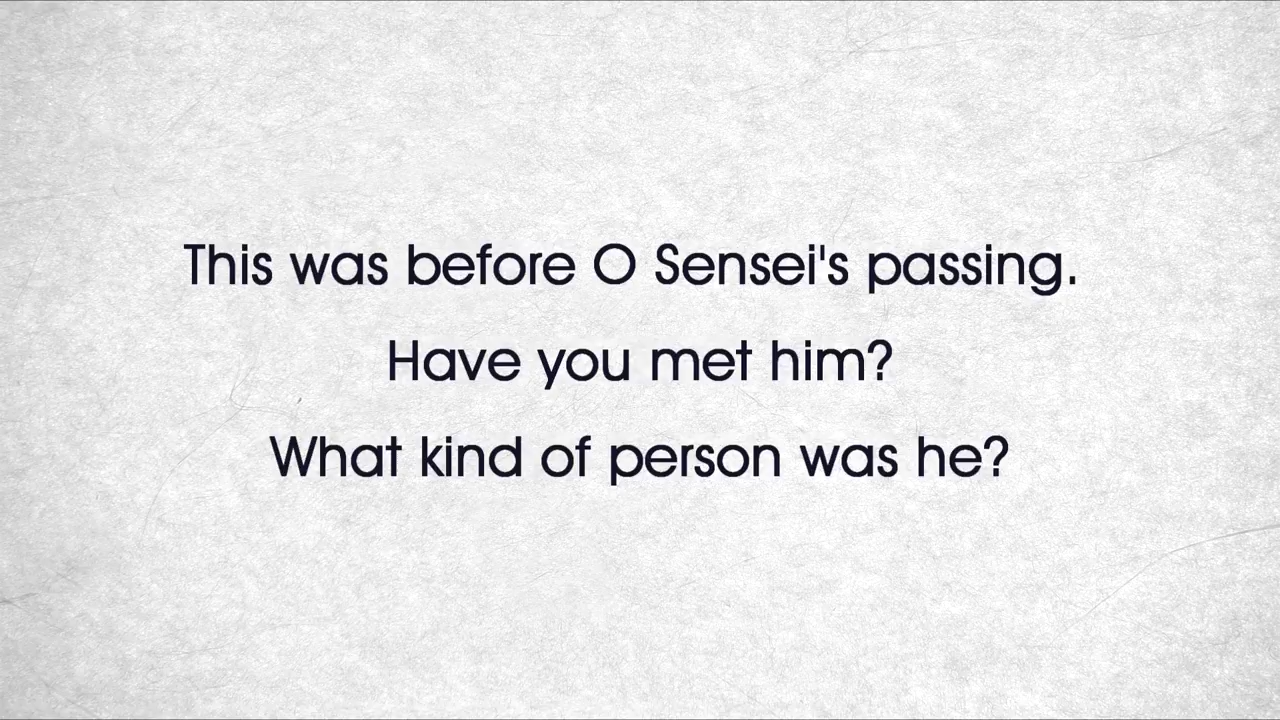 This was before O Sensei's passing.
Have you met him?
What kind of person was he?